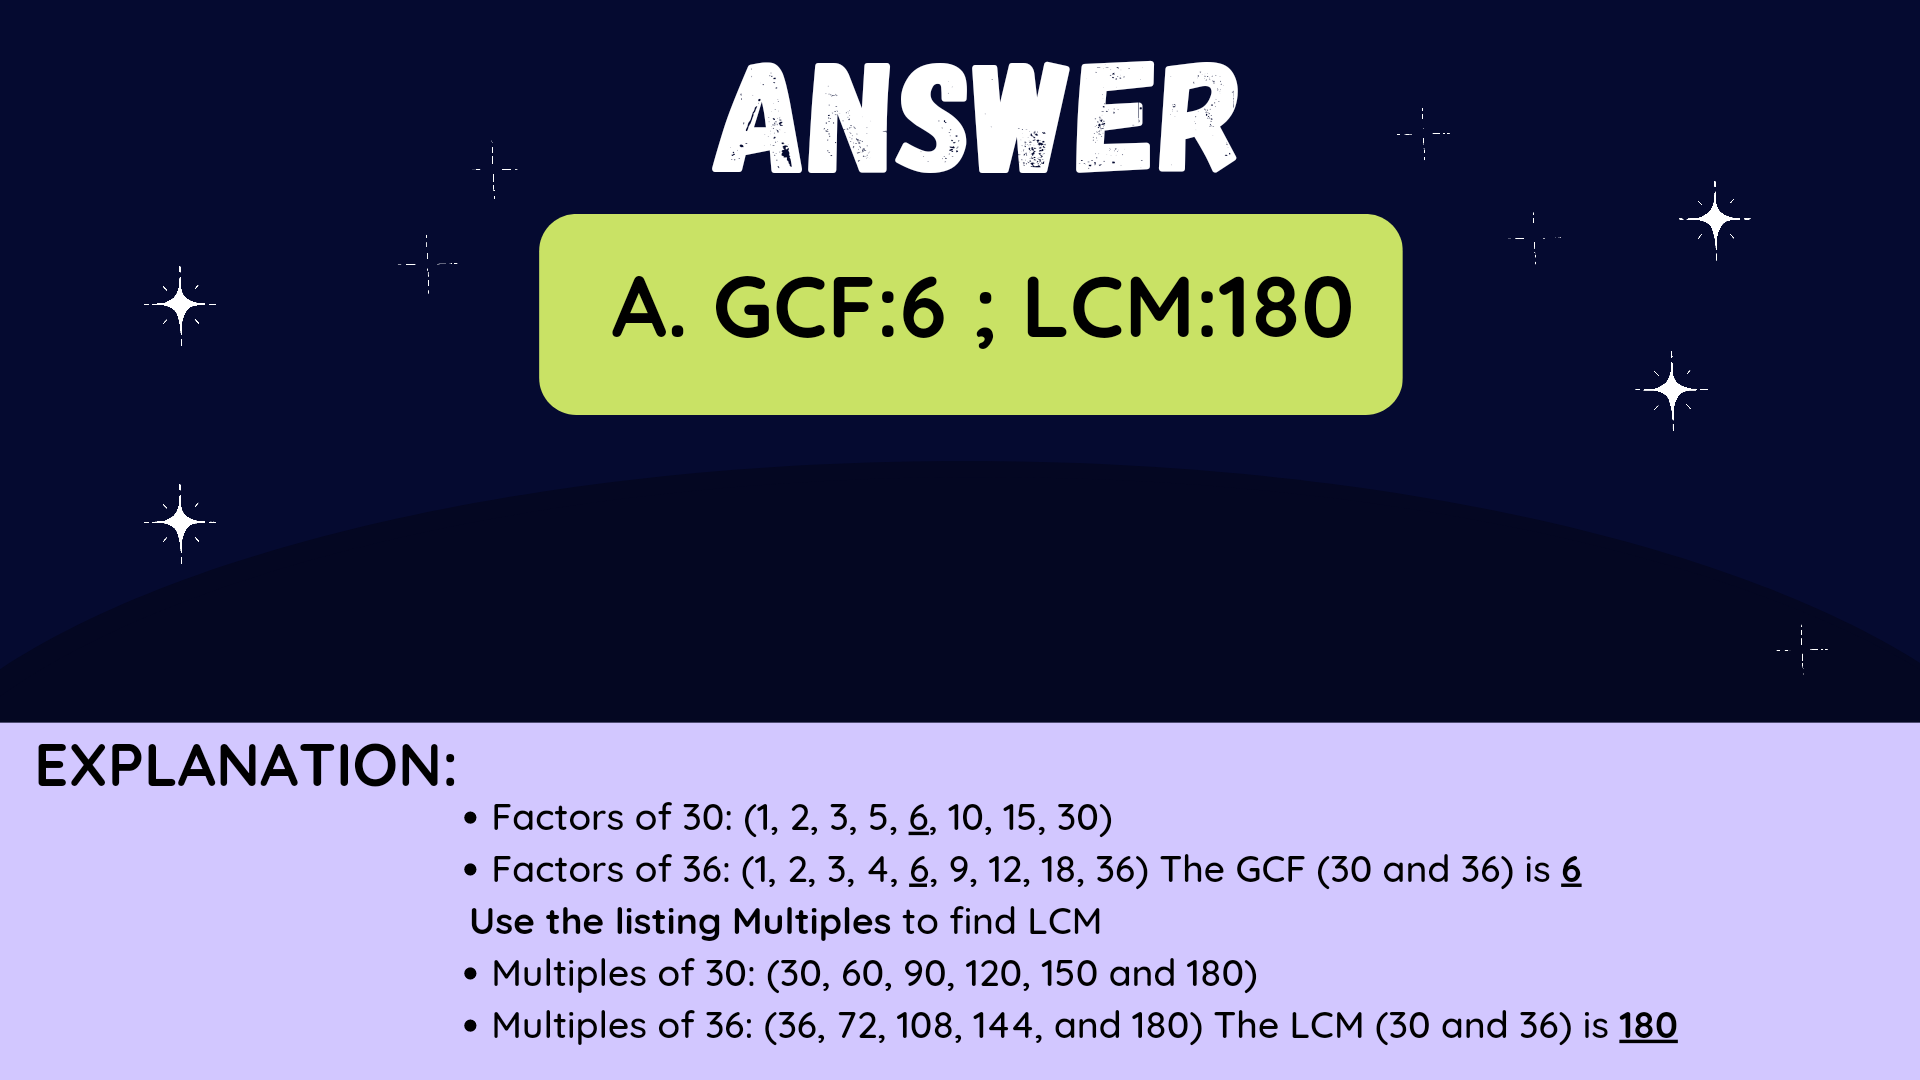 ANSWER
A. GCF:6 ; LCM:180
EXPLANATION:
• Factors of 30: (1, 2, 3, 5, 6, 10, 15, 30)
• Factors of 36: (1, 2, 3, 4, 6, 9, 12, 18, 36) The GCF (30 and 36) is 6
Use the listing Multiples to find LCM
• Multiples of 30: (30, 60, 90, 120, 150 and 180)
• Multiples of 36: (36, 72, 108, 144, and 180) The LCM (30 and 36) is 180